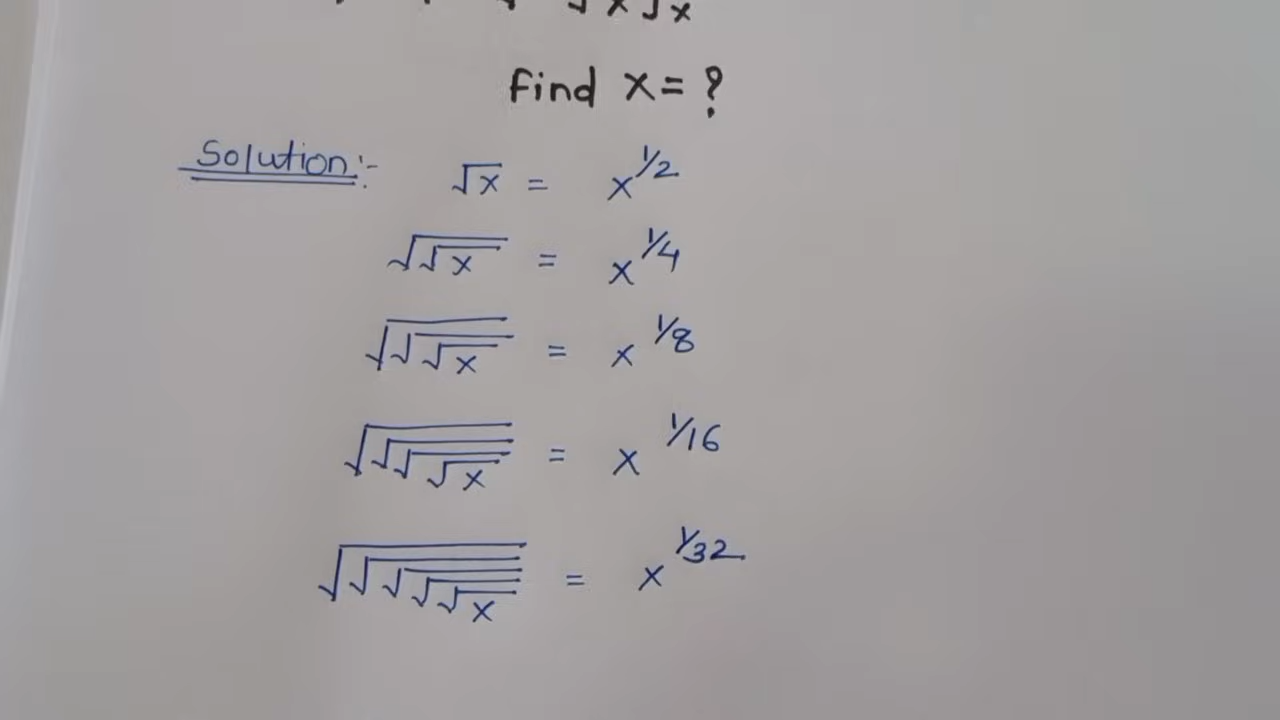 √x√x
Find x = ?
Solution :-
√x = x^1/2
√√x = x^1/4
√√√x = x^1/8
√√√√x = x^1/16
√√√√√x = x^1/32